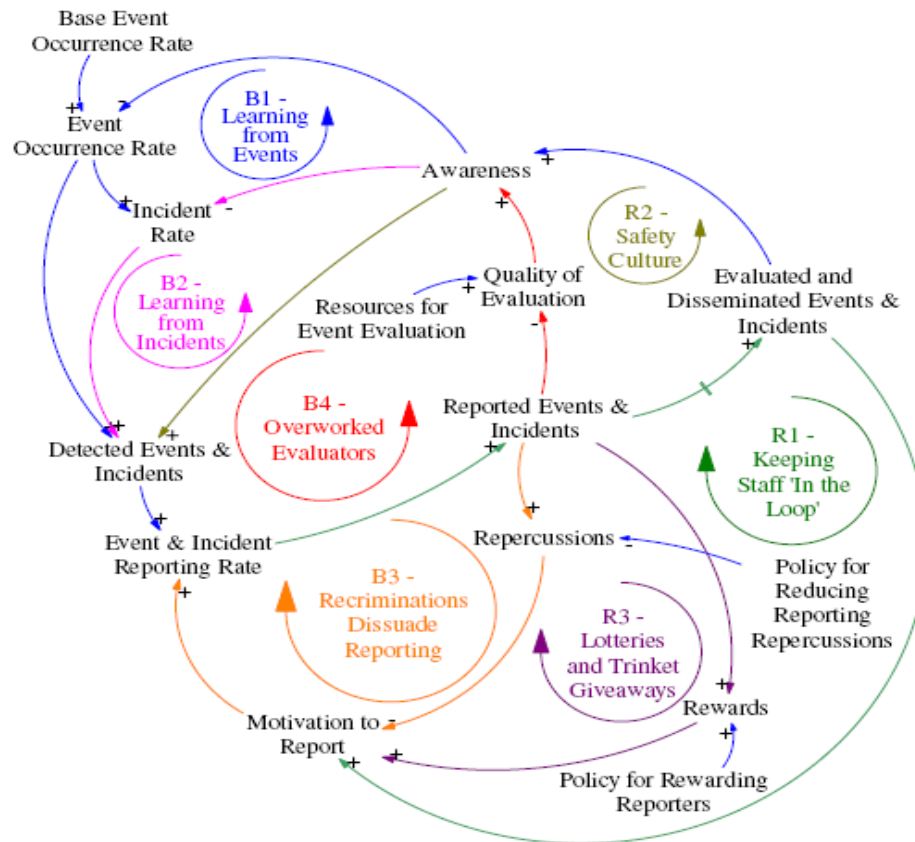 Base Event
Occurrence Rate
+
-
Event
Occurrence Rate
B1 -
Learning
from
Events
Awareness
+
+
+
-
Incident
Rate
R2 -
Safety
Culture
B2 -
Learning
from
Incidents
Resources for
Event Evaluation
+
Quality of
Evaluation
-
Evaluated and
Disseminated Events &
Incidents
+
B4 -
Overworked
Evaluators
Reported Events &
Incidents
+
R1 -
Keeping
Staff 'In the
Loop'
+
+
+
Detected Events &
Incidents
+
Event & Incident
Reporting Rate
+
+
Repercussions
-
Policy for
Reducing
Reporting
Repercussions
B3 -
Recriminations
Dissuade
Reporting
R3 -
Lotteries
and Trinket
Giveaways
+
Rewards
+
Motivation to
Report
-
+
+
Policy for Rewarding
Reporters